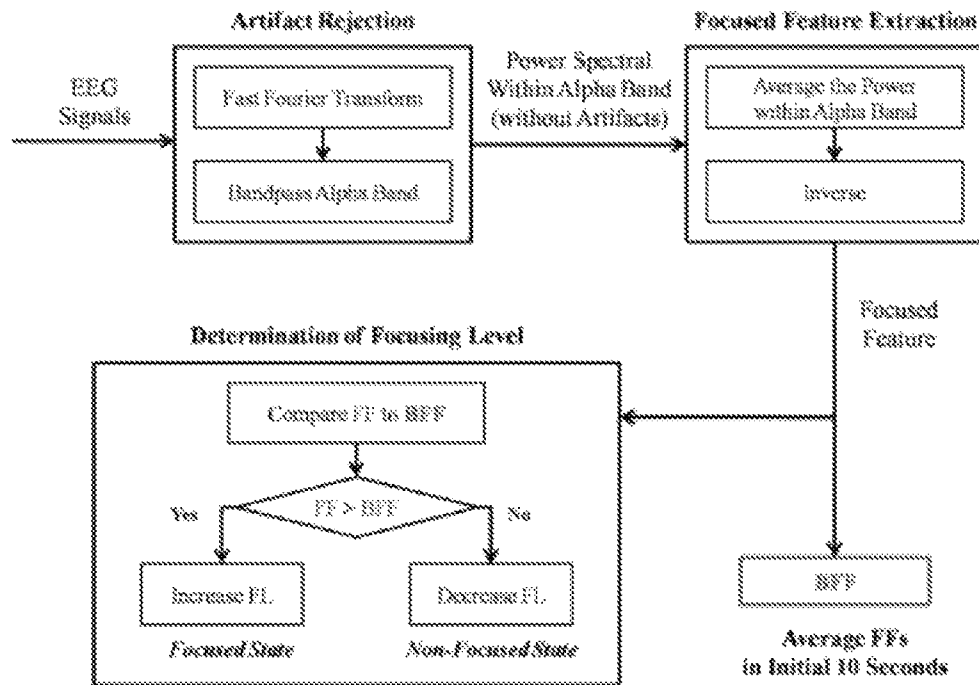 Artifact Rejection
EEG
Signals
Fast Fourier Transform
Bandpass Alpha Band
Power Spectral
Within Alpha Band
(without Artifacts)
Focused Feature Extraction
Average the Power
within Alpha Band
Inverse
Focused
Feature
Determination of Focusing Level
Compare FF to BFF
FF > BFF
Yes
No
Increase FL
Decrease FL
Focused State
Non-Focused State
BFF
Average FFs
in Initial 10 Seconds